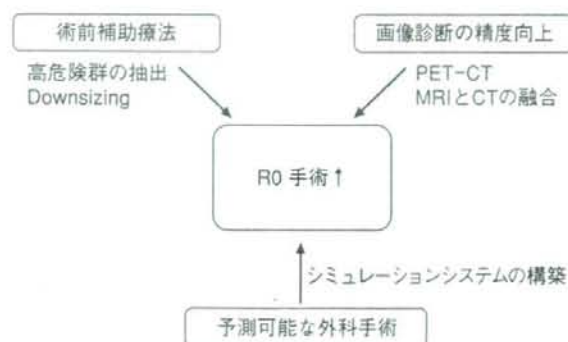 術前補助療法
高危険群の抽出
Downsizing
画像診断の精度向上
PET-CT
MRIとCTの融合
R0 手術↑
シミュレーションシステムの構築
予測可能な外科手術